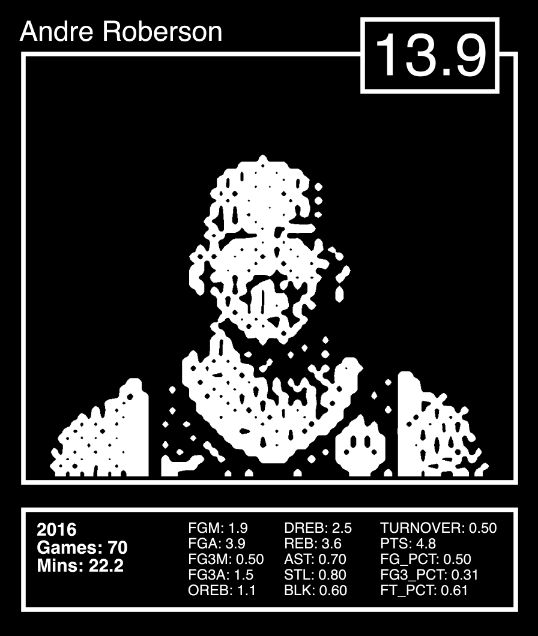 Andre Roberson
13.9
2016
Games: 70
Mins: 22.2
FGM: 1.9
FGA: 3.9
FG3M: 0.50
FG3A: 1.5
OREB: 1.1
DREB: 2.5
REB: 3.6
AST: 0.70
STL: 0.80
BLK: 0.60
TURNOVER: 0.50
PTS: 4.8
FG_PCT: 0.50
FG3_PCT: 0.31
FT_PCT: 0.61